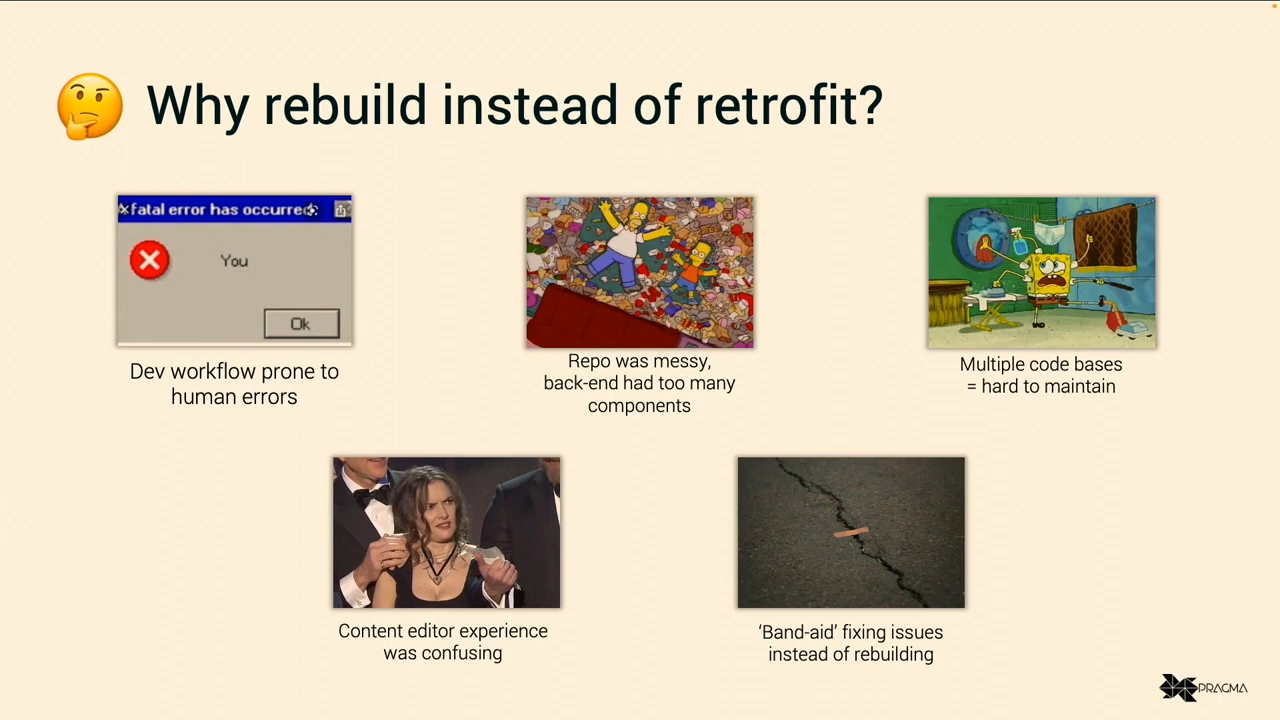 Why rebuild instead of retrofit?
fatal error has occurred
You
Ok
Dev workflow prone to
human errors
Repo was messy,
back-end had too many
components
Multiple code bases
= hard to maintain
Content editor experience
was confusing
‘Band-aid’ fixing issues
instead of rebuilding
PRAGMA